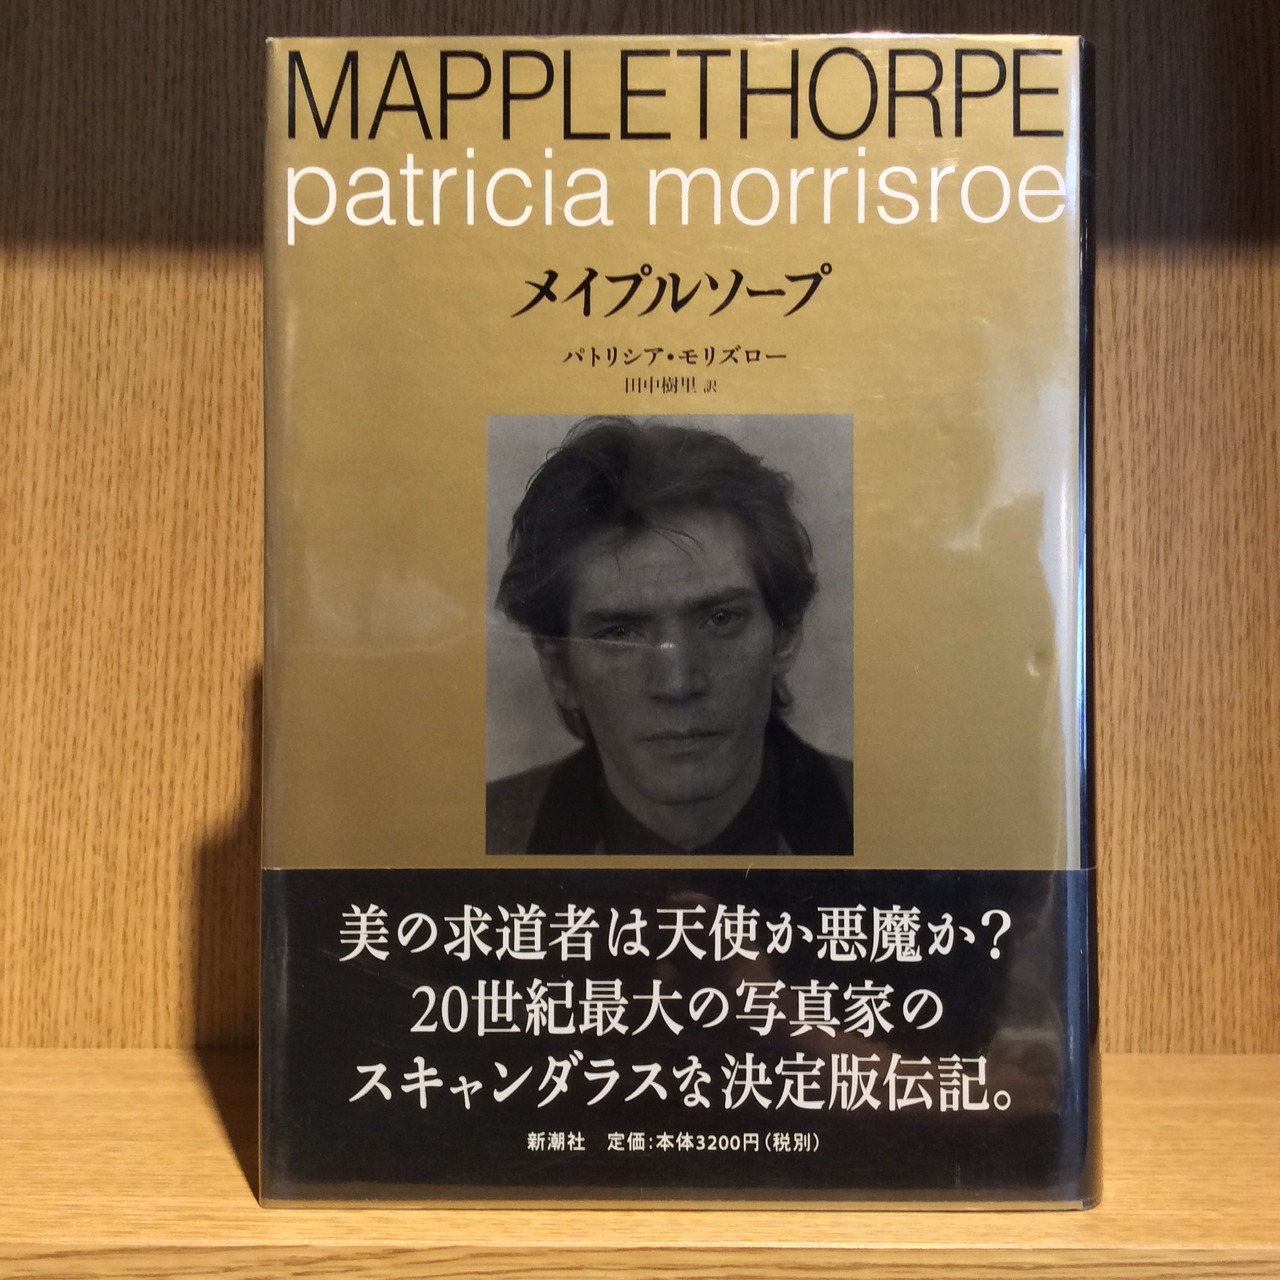 MAPPLETHORPE
patricia morrisroe
メイプルソープ
パトリシア・モリズロー
田中樹里 訳
美の求道者は天使か悪魔か?
20世紀最大の写真家の
スキャンダラスな決定版伝記。
新潮社 定価:本体3200円(税別)